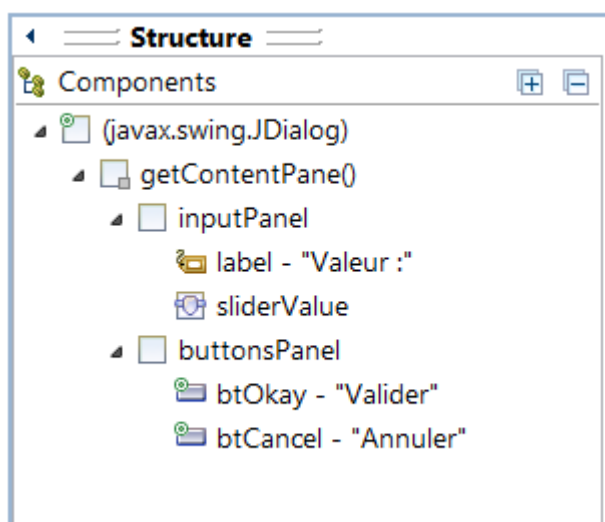 Structure
Components
(javax.swing.JDialog)
getContentPane()
inputPanel
label - "Valeur :"
sliderValue
buttonsPanel
btOkay - "Valider"
btCancel - "Annuler"